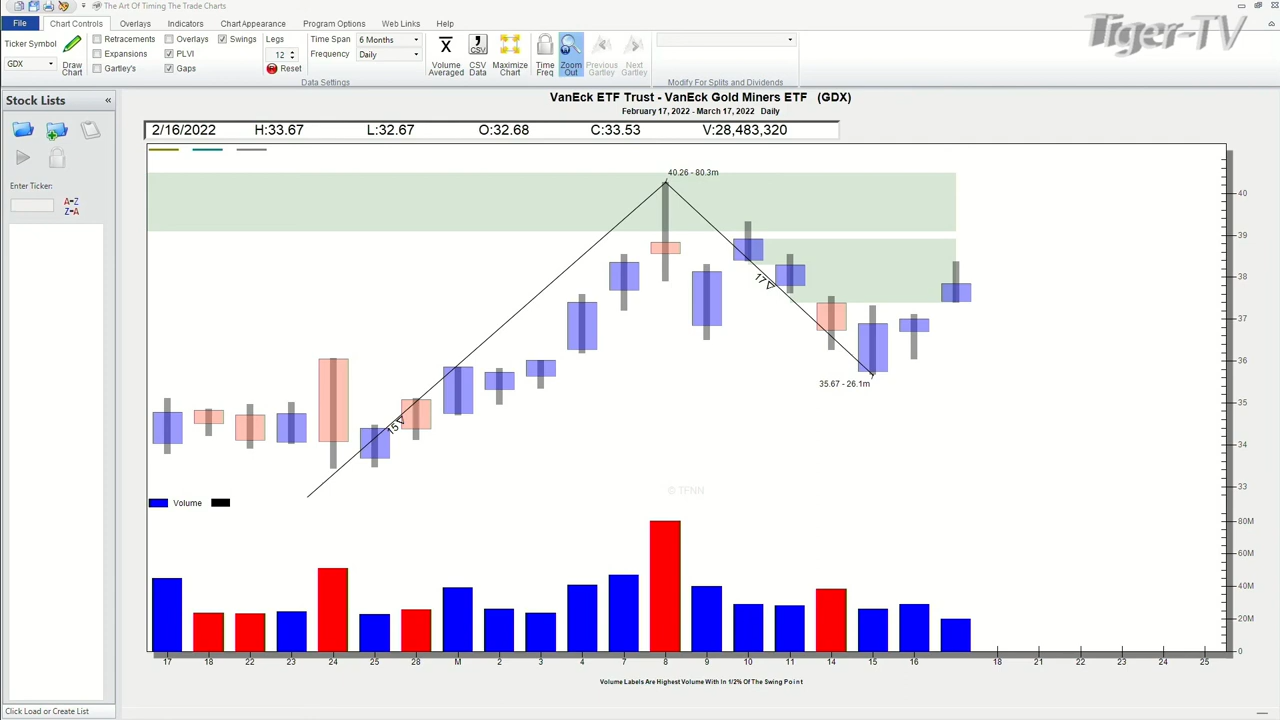 The Art Of Timing The Trade Charts
File Chart Controls Overlays Indicators Chart Appearance Program Options Web Links Help
Tiger-TV
Ticker Symbol
GDX
Draw
Chart
Retracements
Expansions
Gartley's
Overlays
PLVI
Gaps
Swings
Legs
12
Reset
Time Span 6 Months
Frequency Daily
Data Settings
Volume
Averaged
CSV
CSV
Data
Maximize
Chart
Time
Freq
Zoom
Out
Previous
Gartley
Next
Gartley
Modify For Splits and Dividends
Stock Lists «
Enter Ticker:
A-Z
Z-A
Click Load or Create List
VanEck ETF Trust - VanEck Gold Miners ETF (GDX)
February 17, 2022 - March 17, 2022 Daily
2/16/2022 H:33.67 L:32.67 O:32.68 C:33.53 V:28,483,320
40.26 - 80.3m
17
35.67 - 26.1m
15
© TFNN
40
39
38
37
36
35
34
33
Volume
80M
60M
40M
20M
0
17 18 22 23 24 25 28 M 2 3 4 7 8 9 10 11 14 15 16 18 21 22 23 24 25
Volume Labels Are Highest Volume With In 1/2% Of The Swing Point